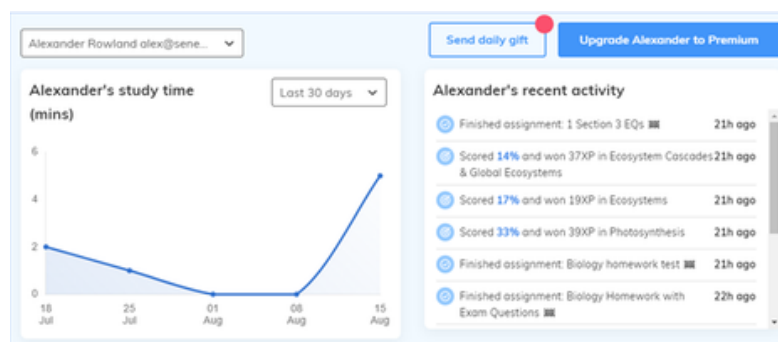 Alexander Rowland alex@sene...
Send daily gift
Upgrade Alexander to Premium
Alexander's study time
(mins)
Last 30 days
6
4
2
0
18
Jul
25
Jul
01
Aug
08
Aug
15
Aug
Alexander's recent activity
Finished assignment: 1 Section 3 EQs 21h ago
Scored 14% and won 37XP in Ecosystem Cascades 21h ago
& Global Ecosystems
Scored 17% and won 19XP in Ecosystems 21h ago
Scored 33% and won 39XP in Photosynthesis 21h ago
Finished assignment: Biology homework test 21h ago
Finished assignment: Biology Homework with 22h ago
Exam Questions